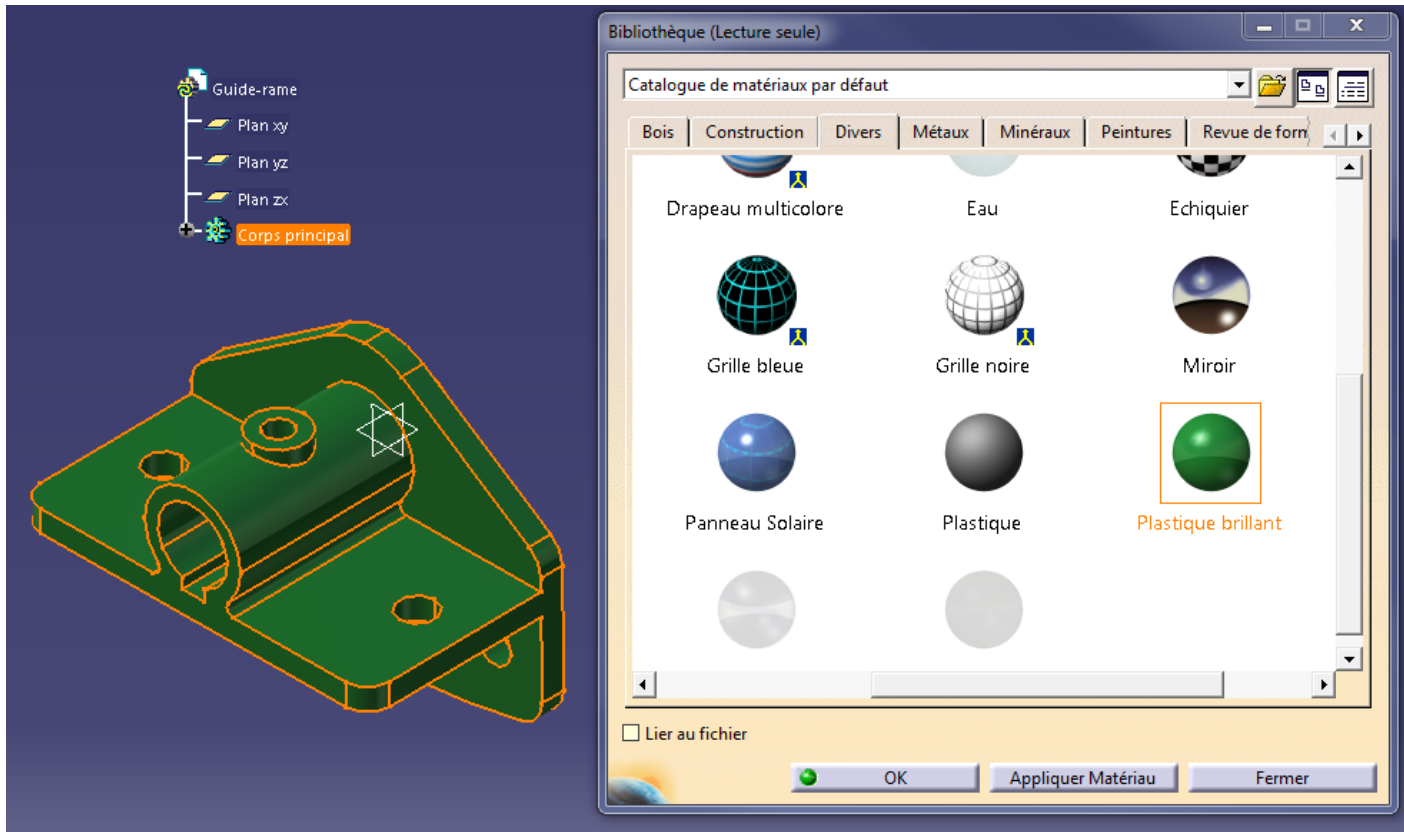 Guide-rame
Plan xy
Plan yz
Plan zx
Corps principal
Bibliothèque (Lecture seule)
Catalogue de matériaux par défaut
Bois Construction Divers Métaux Minéraux Peintures Revue de form
Drapeau multicolore Eau Echiquier
Grille bleue Grille noire Miroir
Panneau Solaire Plastique Plastique brillant
Lier au fichier
OK Appliquer Matériau Fermer